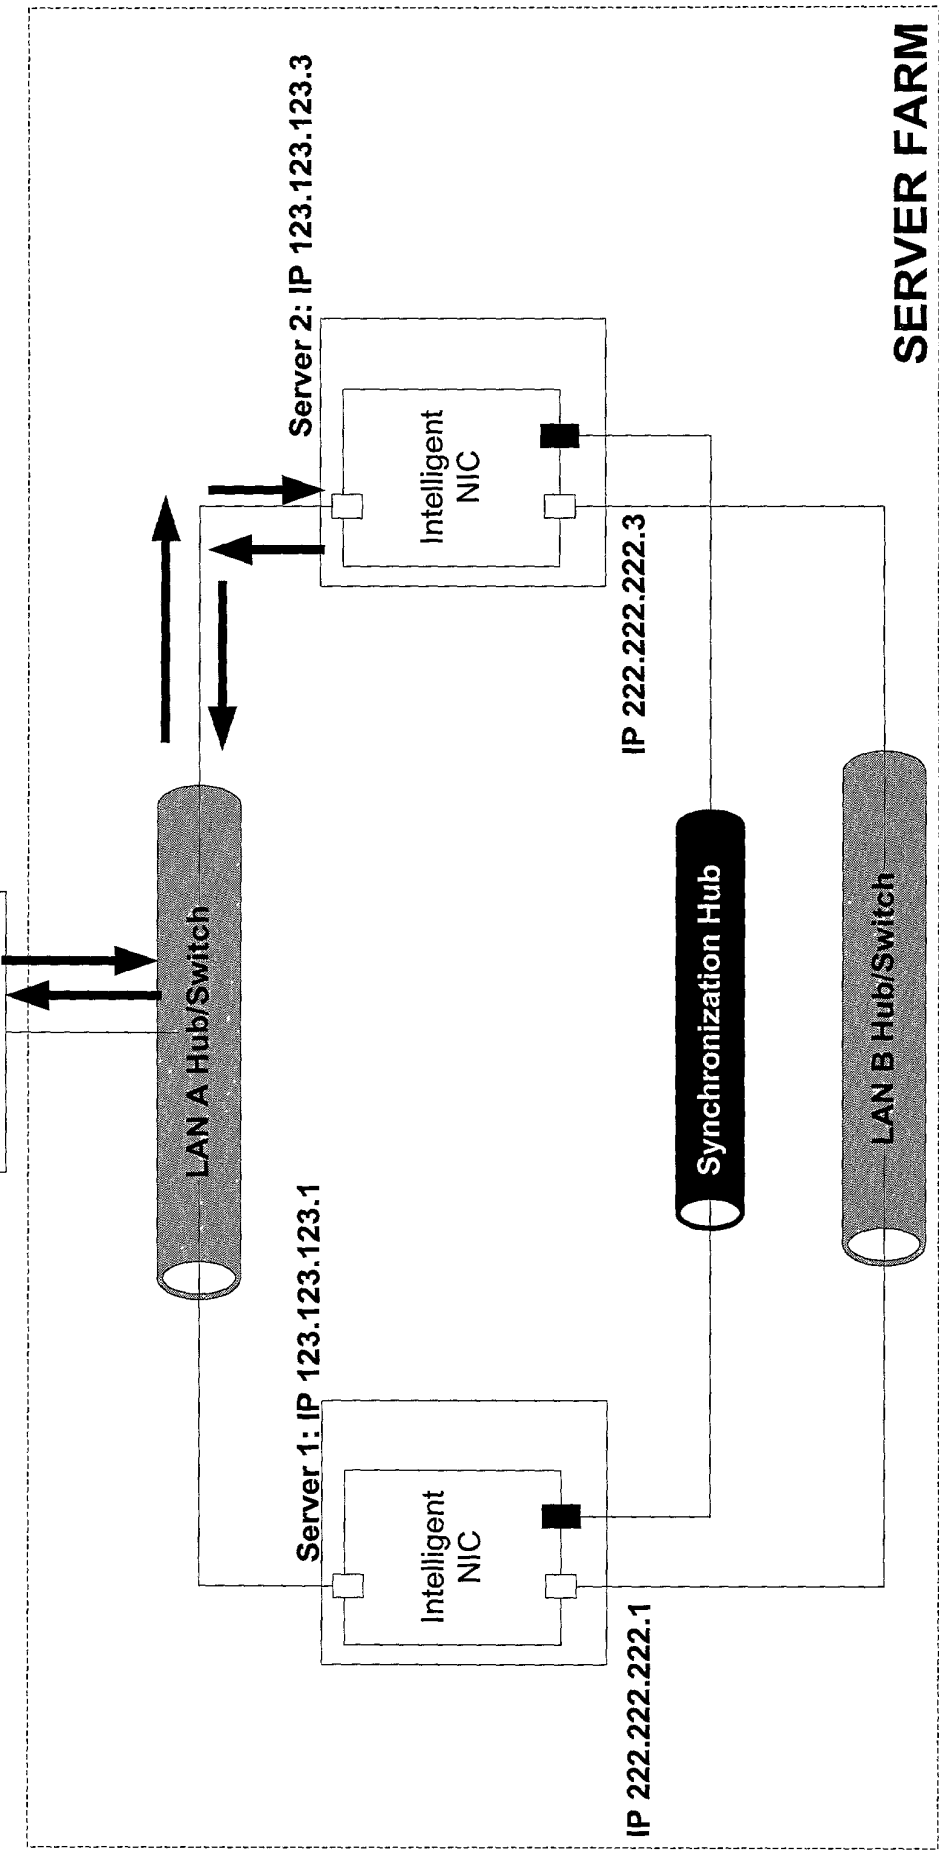 LAN A Hub/Switch
Server 1: IP 123.123.123.1
Server 2: IP 123.123.123.3
Intelligent
NIC
Intelligent
NIC
IP 222.222.222.1
IP 222.222.222.3
Synchronization Hub
LAN B Hub/Switch
SERVER FARM